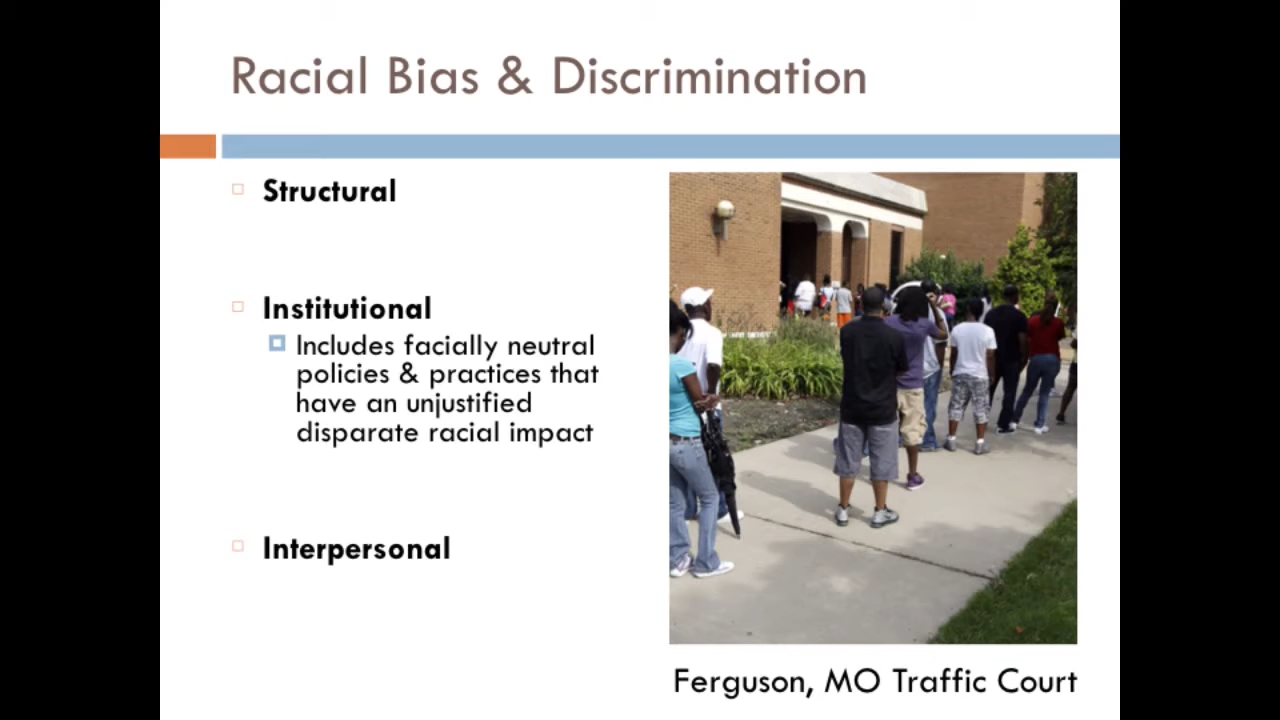 Racial Bias & Discrimination
Structural
Institutional
Includes facially neutral
policies & practices that
have an unjustified
disparate racial impact
Interpersonal
Ferguson, MO Traffic Court